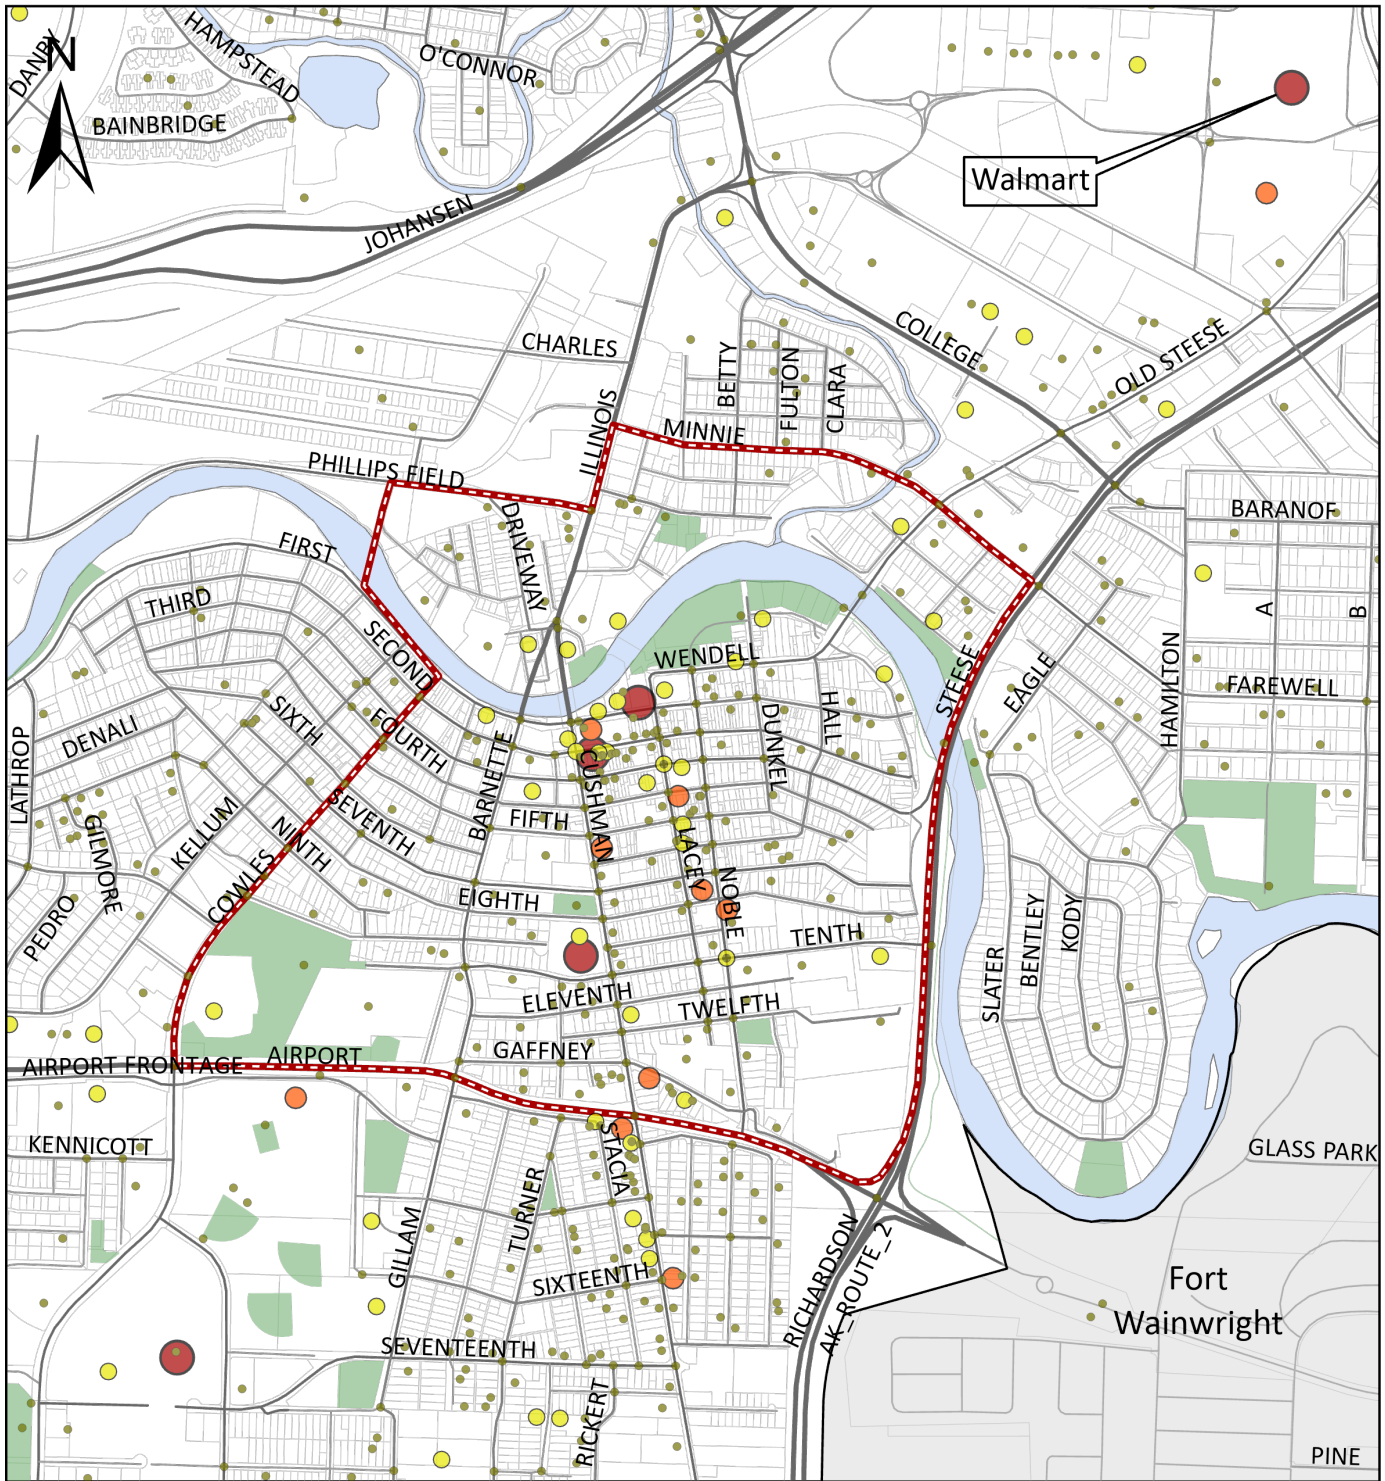 DANBY
N
HAMPSTEAD
O'CONNOR
BAINBRIDGE
Walmart
JOHANSEN
CHARLES
COLLEGE
OLD STEESE
BETTY
FULTON
CLARA
ILLINOIS
MINNIE
PHILLIPS FIELD
DRIVEWAY
BARANOF
FIRST
THIRD
A
B
SECOND
WENDELL
STEESE
EAGLE
HAMILTON
FAREWELL
LATHROP
DENALI
SIXTH
FOURTH
BARNETTE
CUSHMAN
DUNKEL
HALL
GILMORE
KELLUM
SEVENTH
NINTH
FIFTH
LACEY
NOBLE
PEDRO
COWLES
EIGHTH
TENTH
SLATER
BENTLEY
KODY
ELEVENTH
TWELFTH
AIRPORT FRONTAGE
AIRPORT
GAFFNEY
KENNICOTT
STACIA
TURNER
GILLAM
GLASS PARK
RICHARDSON
AK_ROUTE_2
SIXTEENTH
Fort
Wainwright
SEVENTEENTH
RICKERT
PINE